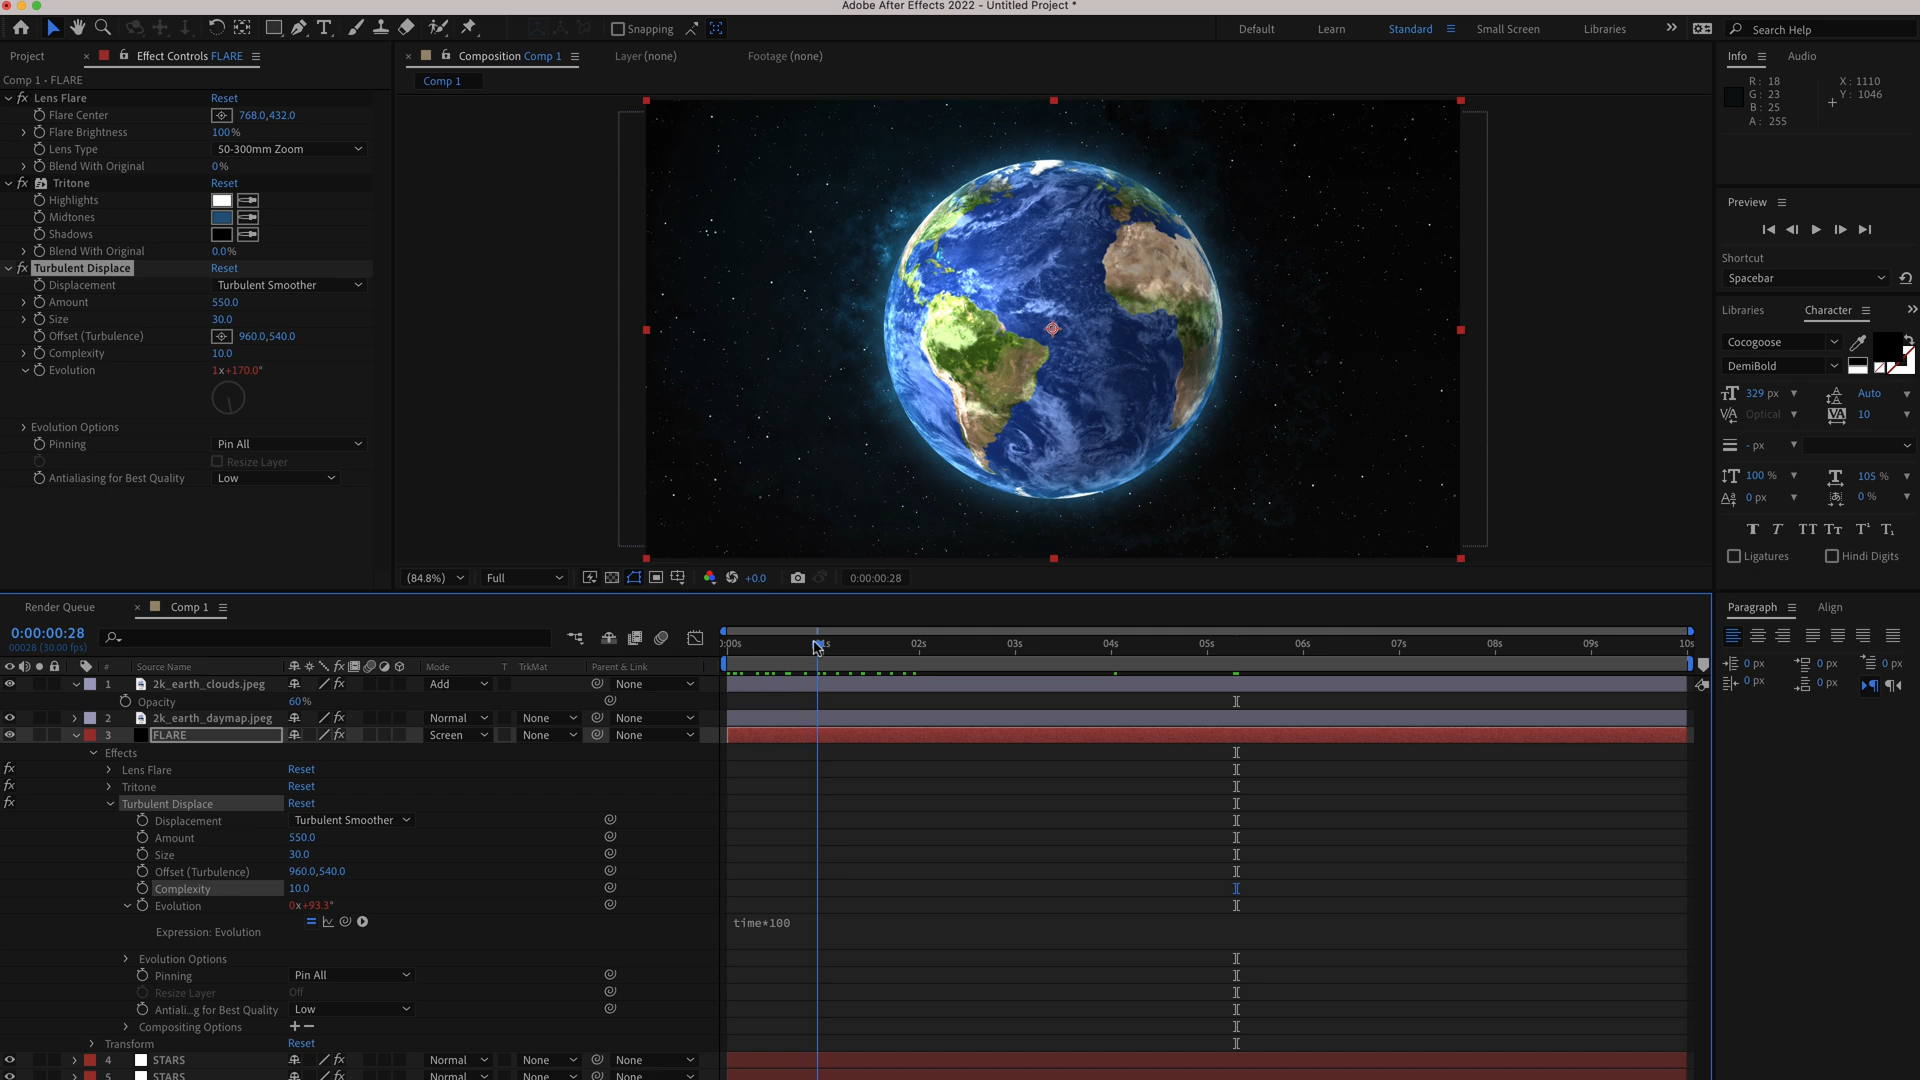 Adobe After Effects 2022 - Untitled Project *
Snapping
Default
Learn
Standard
Small Screen
Libraries
Search Help
Project
Effect Controls FLARE
Comp 1 • FLARE
Lens Flare Reset
Flare Center 768.0,432.0
Flare Brightness 100%
Lens Type 50-300mm Zoom
Blend With Original 0%
Tritone Reset
Highlights
Midtones
Shadows
Blend With Original 0.0%
Turbulent Displace Reset
Displacement Turbulent Smoother
Amount 550.0
Size 30.0
Offset (Turbulence) 960.0,540.0
Complexity 10.0
Evolution 1x+170.0°
Evolution Options
Pinning Pin All
Resize Layer
Antialiasing for Best Quality Low
Composition Comp 1
Layer (none)
Footage (none)
Comp 1
(84.8%) Full +0.0 0:00:00:28
Info Audio
R: 18 X: 1110
G: 23 Y: 1046
B: 25
A: 255
Preview
Shortcut
Spacebar
Libraries Character
Cocogoose
DemiBold
329 px Auto
Optical 10
- px
100 % 105 %
0 px 0 %
T T TT Tt T¹ T₁
Ligatures Hindi Digits
Paragraph Align
0 px 0 px 0 px
0 px 0 px
Render Queue Comp 1
0:00:00:28
00028 (30.00 fps)
# Source Name Mode T TrkMat Parent & Link
02s 03s 04s 05s 06s 07s 08s 09s 10s
1 2k_earth_clouds.jpeg Add None
Opacity 60%
2 2k_earth_daymap.jpeg Normal None None
3 FLARE Screen None None
Effects
Lens Flare Reset
Tritone Reset
Turbulent Displace Reset
Displacement Turbulent Smoother
Amount 550.0
Size 30.0
Offset (Turbulence) 960.0,540.0
Complexity 10.0
Evolution 0x+93.3°
Expression: Evolution time*100
Evolution Options
Pinning Pin All
Resize Layer Off
Antiali...g for Best Quality Low
Compositing Options
Transform Reset
4 STARS Normal None None
5 STARS Normal None None